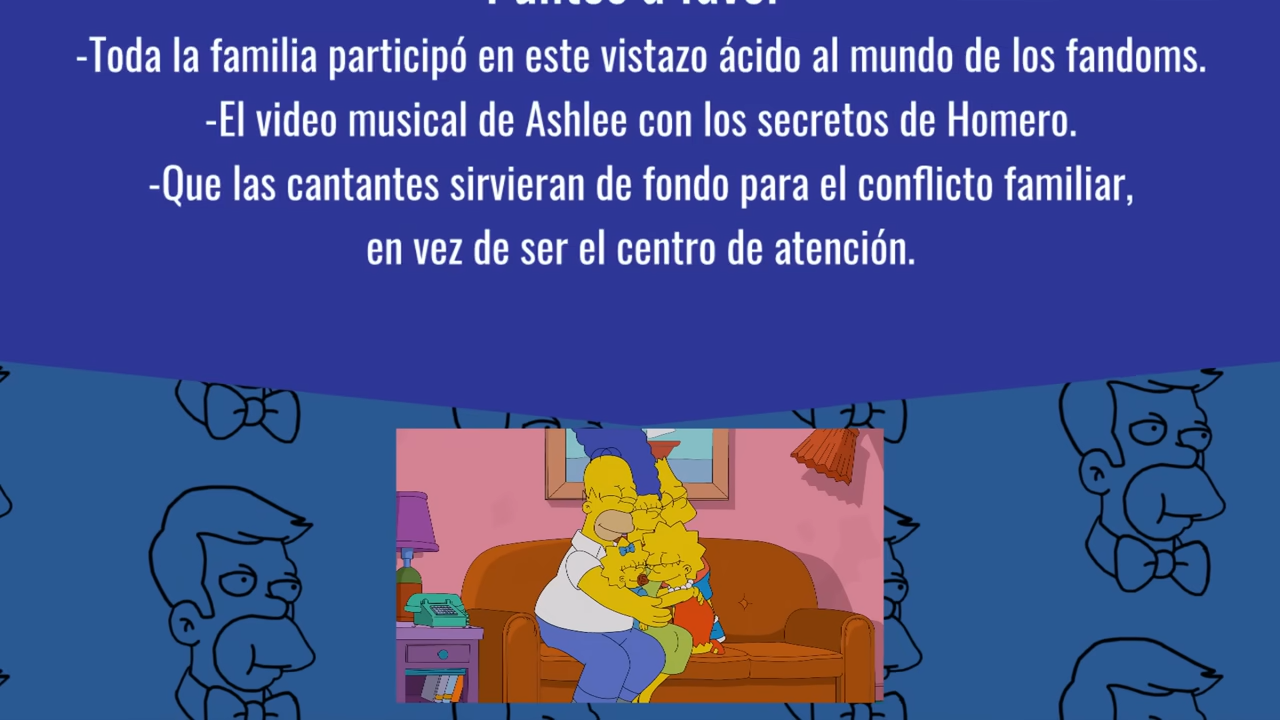 -Toda la familia participó en este vistazo ácido al mundo de los fandoms.
-El video musical de Ashlee con los secretos de Homero.
-Que las cantantes sirvieran de fondo para el conflicto familiar,
en vez de ser el centro de atención.